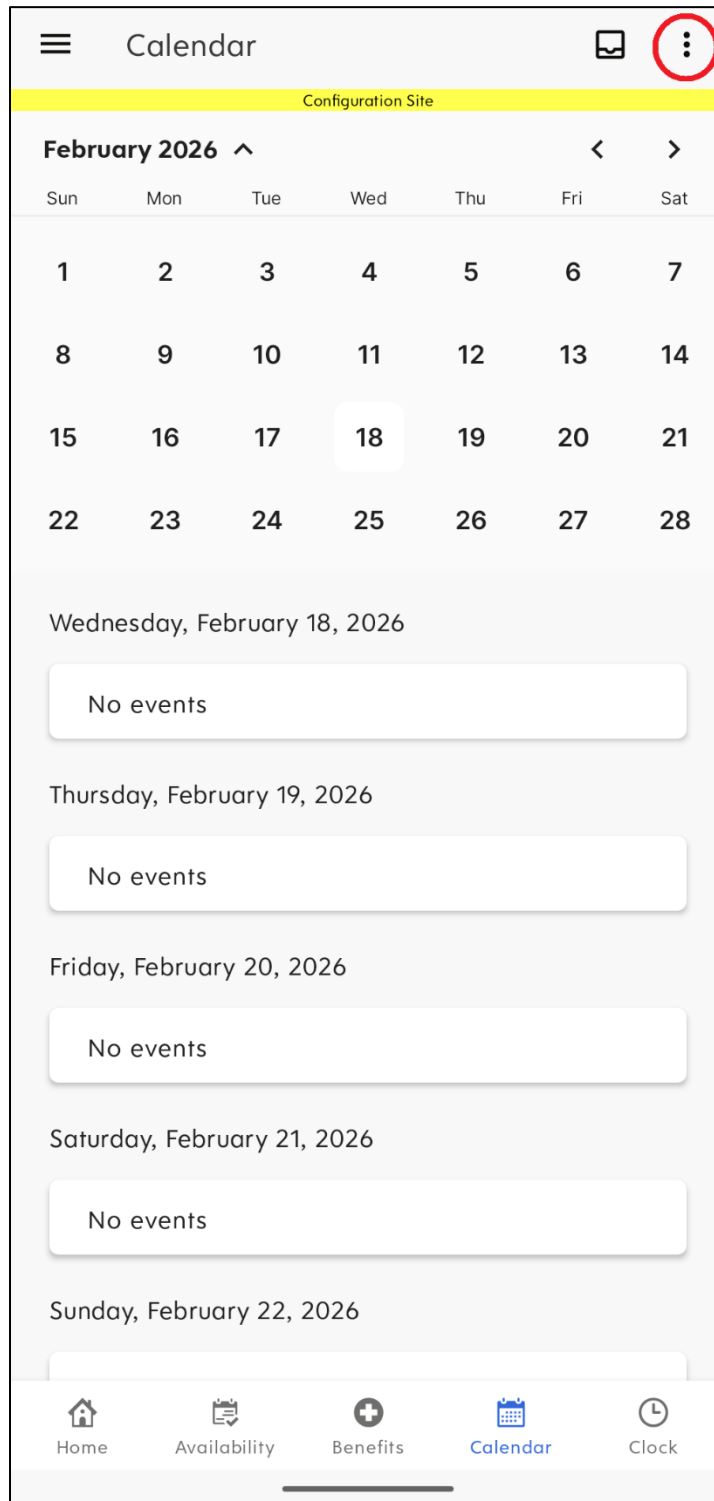 Calendar
Configuration Site
February 2026
Sun Mon Tue Wed Thu Fri Sat
1 2 3 4 5 6 7
8 9 10 11 12 13 14
15 16 17 18 19 20 21
22 23 24 25 26 27 28
Wednesday, February 18, 2026
No events
Thursday, February 19, 2026
No events
Friday, February 20, 2026
No events
Saturday, February 21, 2026
No events
Sunday, February 22, 2026
Home Availability Benefits Calendar Clock